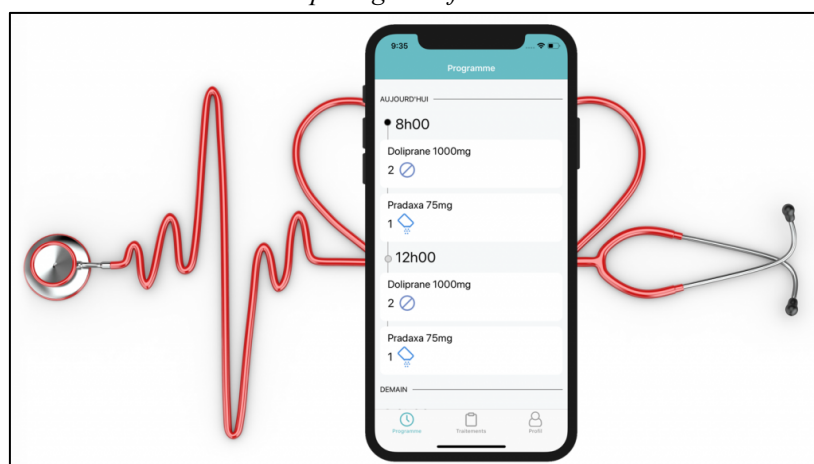 9:35
Programme
AUJOURD'HUI
8h00
Doliprane 1000mg
2
Pradaxa 75mg
1
12h00
Doliprane 1000mg
2
Pradaxa 75mg
1
DEMAIN
Programme
Traitements
Profil